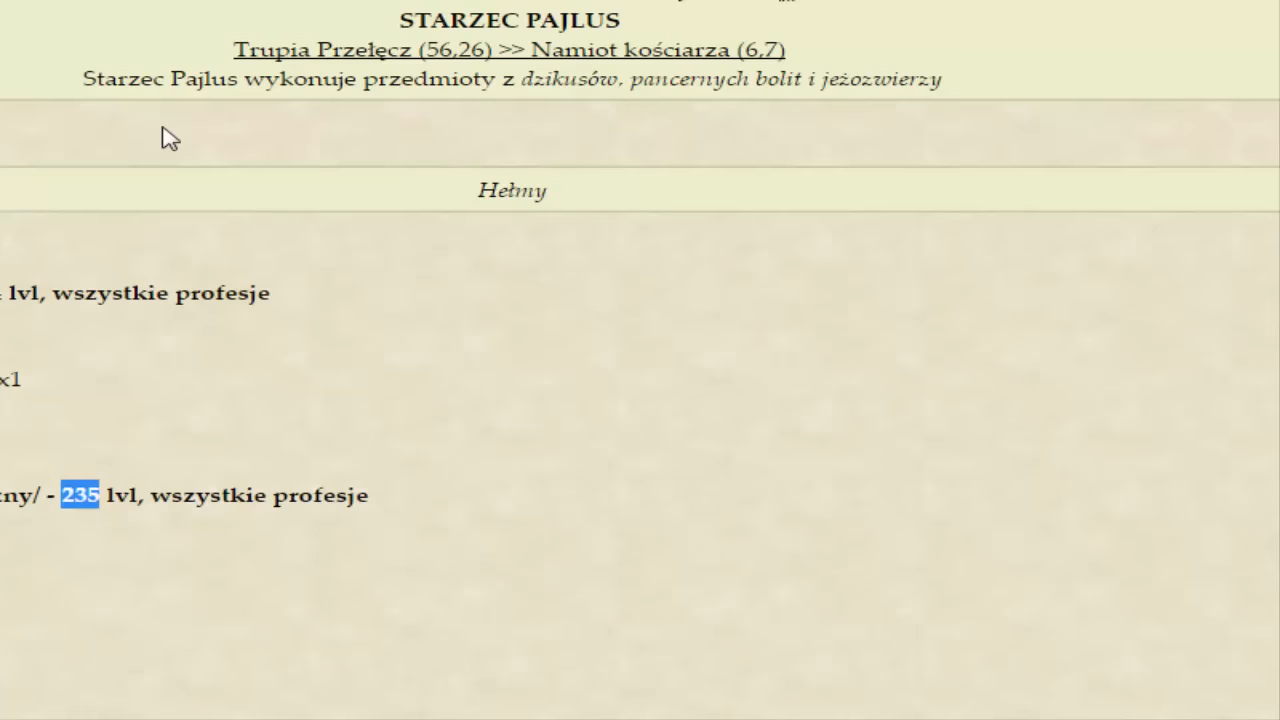 STARZEC PAJLUS
Trupia Przełęcz (56,26) >> Namiot kościarza (6,7)
Starzec Pajlus wykonuje przedmioty z dzikusów, pancernych bolit i jeżozwierzy
Hełmy
lvl, wszystkie profesje
x1
zny/ - 235 lvl, wszystkie profesje